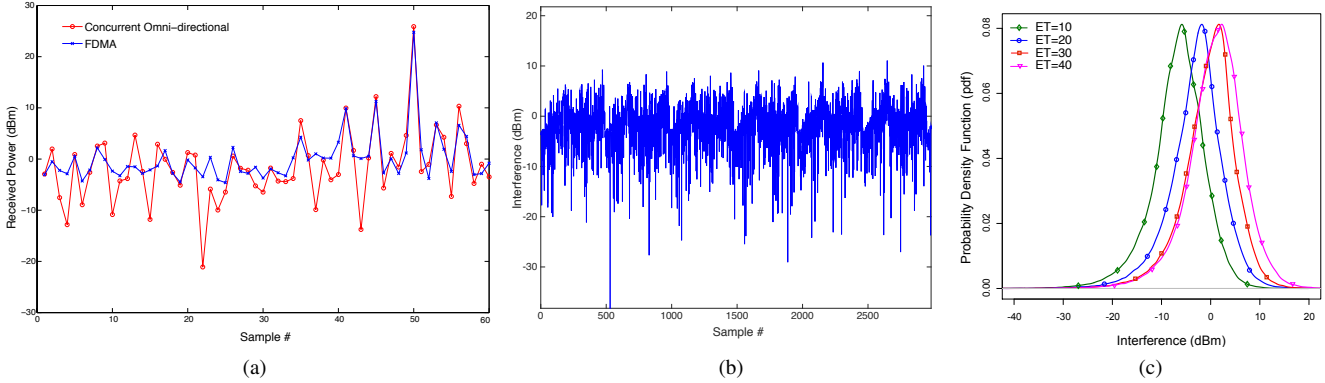 30
20
10
0
−10
−20
−30
0
10
20
30
40
50
60
Received Power (dBm)
Sample #
Concurrent Omni−directional
FDMA
(a)
10
0
-10
-20
-30
0
500
1000
1500
2000
2500
Interference (dBm)
Sample #
(b)
0.08
0.06
0.04
0.02
0.00
-40
-30
-20
-10
0
10
20
Probability Density Function (pdf)
Interference (dBm)
ET=10
ET=20
ET=30
ET=40
(c)